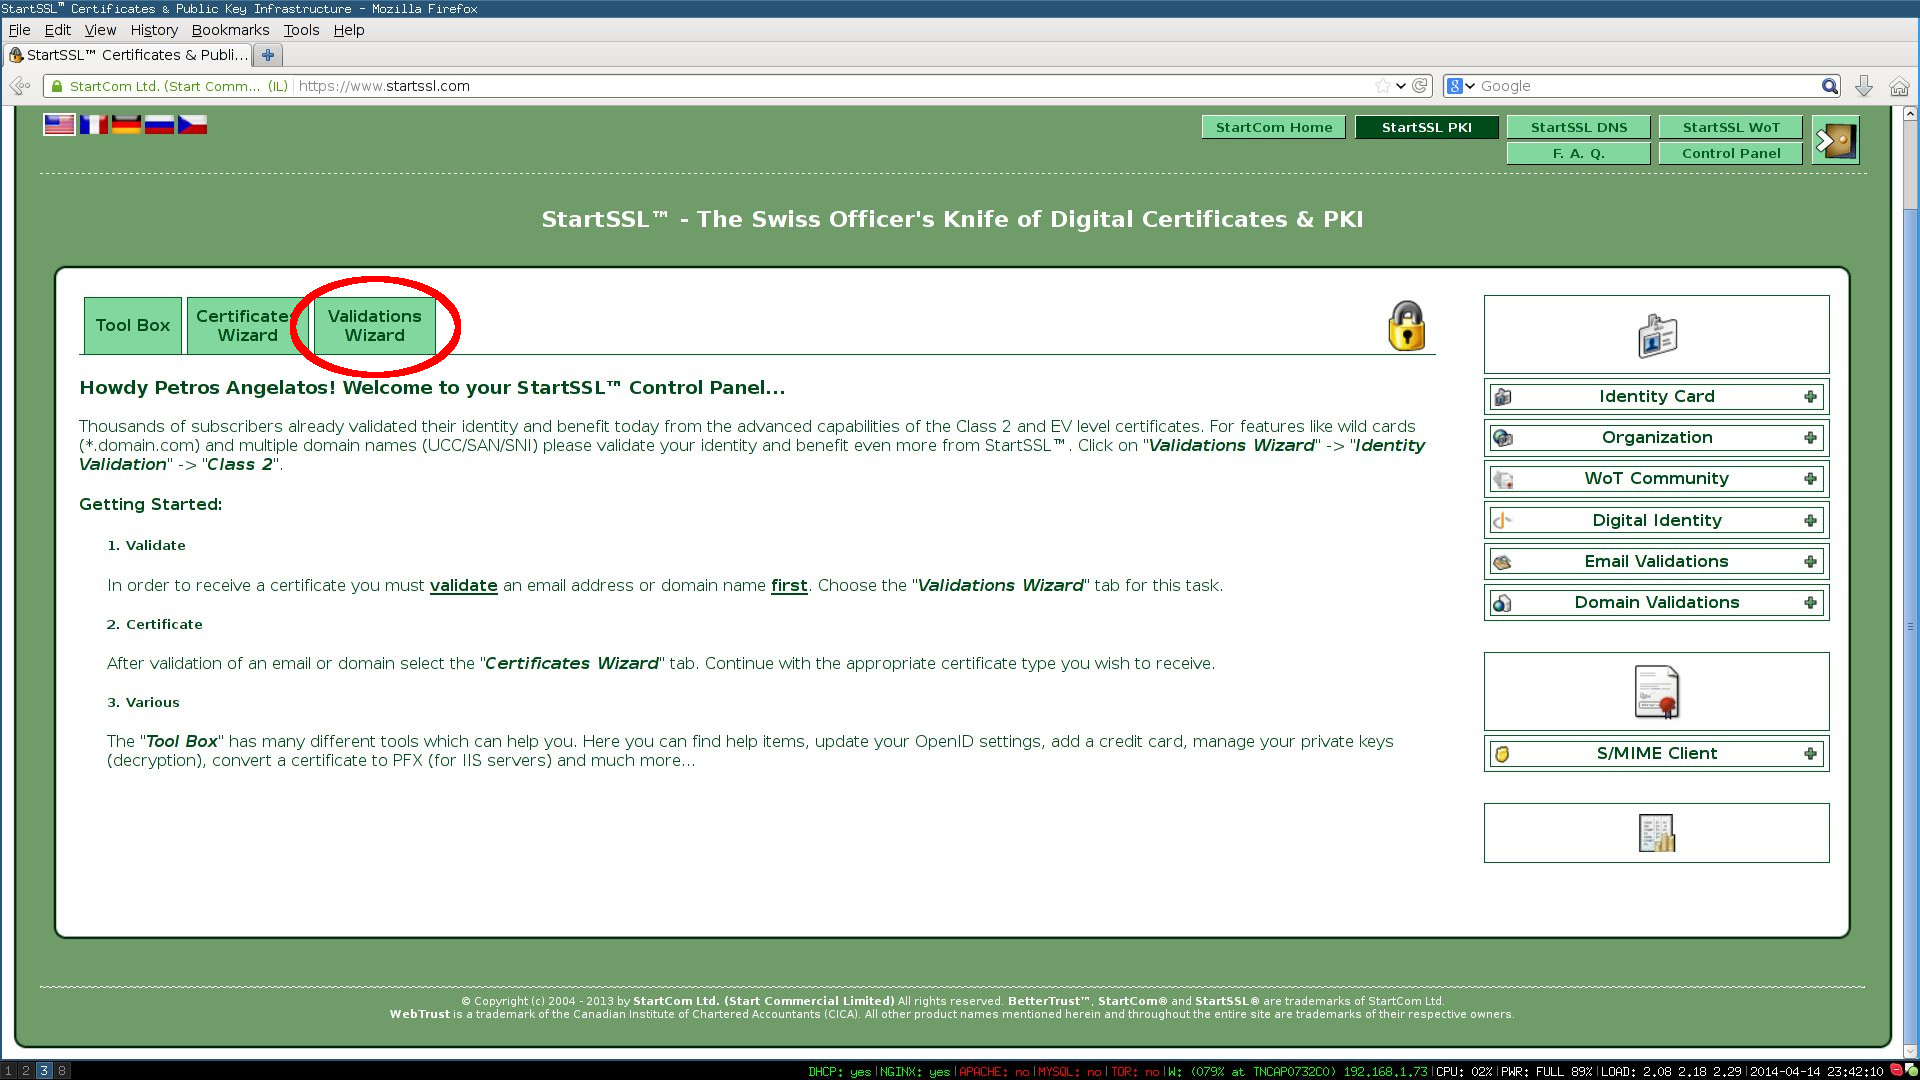 StartSSL™ Certificates & Public Key Infrastructure - Mozilla Firefox
File Edit View History Bookmarks Tools Help
StartSSL™ Certificates & Publi...
StartCom Ltd. (Start Comm... (IL) https://www.startssl.com
Google
StartCom Home StartSSL PKI StartSSL DNS StartSSL WoT
F. A. Q. Control Panel
StartSSL™ - The Swiss Officer's Knife of Digital Certificates & PKI
Tool Box
Certificates
Wizard
Validations
Wizard
Howdy Petros Angelatos! Welcome to your StartSSL™ Control Panel...
Thousands of subscribers already validated their identity and benefit today from the advanced capabilities of the Class 2 and EV level certificates. For features like wild cards
(*.domain.com) and multiple domain names (UCC/SAN/SNI) please validate your identity and benefit even more from StartSSL™. Click on "Validations Wizard" -> "Identity
Validation" -> "Class 2".
Getting Started:
1. Validate
In order to receive a certificate you must validate an email address or domain name first. Choose the "Validations Wizard" tab for this task.
2. Certificate
After validation of an email or domain select the "Certificates Wizard" tab. Continue with the appropriate certificate type you wish to receive.
3. Various
The "Tool Box" has many different tools which can help you. Here you can find help items, update your OpenID settings, add a credit card, manage your private keys
(decryption), convert a certificate to PFX (for IIS servers) and much more...
Identity Card
Organization
WoT Community
Digital Identity
Email Validations
Domain Validations
S/MIME Client
© Copyright (c) 2004 - 2013 by StartCom Ltd. (Start Commercial Limited) All rights reserved. BetterTrust™, StartCom® and StartSSL® are trademarks of StartCom Ltd.
WebTrust is a trademark of the Canadian Institute of Chartered Accountants (CICA). All other product names mentioned herein and throughout the entire site are trademarks of their respective owners.
1 2 3 8 DHCP: yes|NGINX: yes|APACHE: no|MYSQL: no|TOR: no|W: (079% at TNCAP0732C0) 192.168.1.73|CPU: 02%|PWR: FULL 89%|LOAD: 2.08 2.18 2.29|2014-04-14 23:42:10